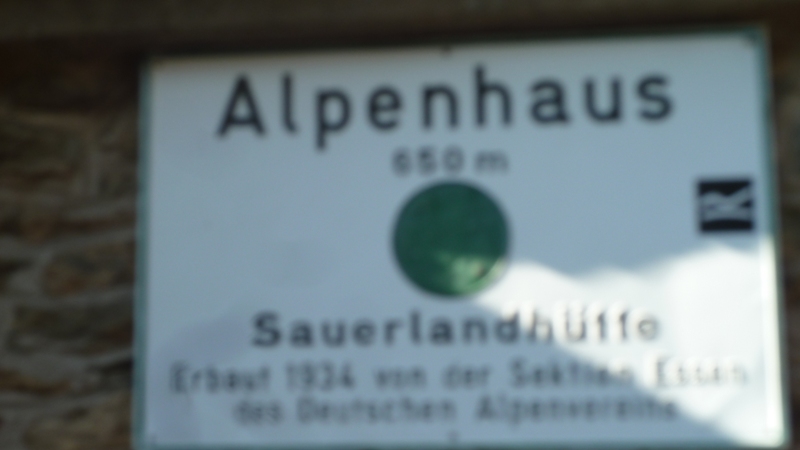 Alpenhaus
650 m
R
Sauerlandhütte
Erbaut 1934 von der Sektion Essen
des Deutschen Alpenvereins